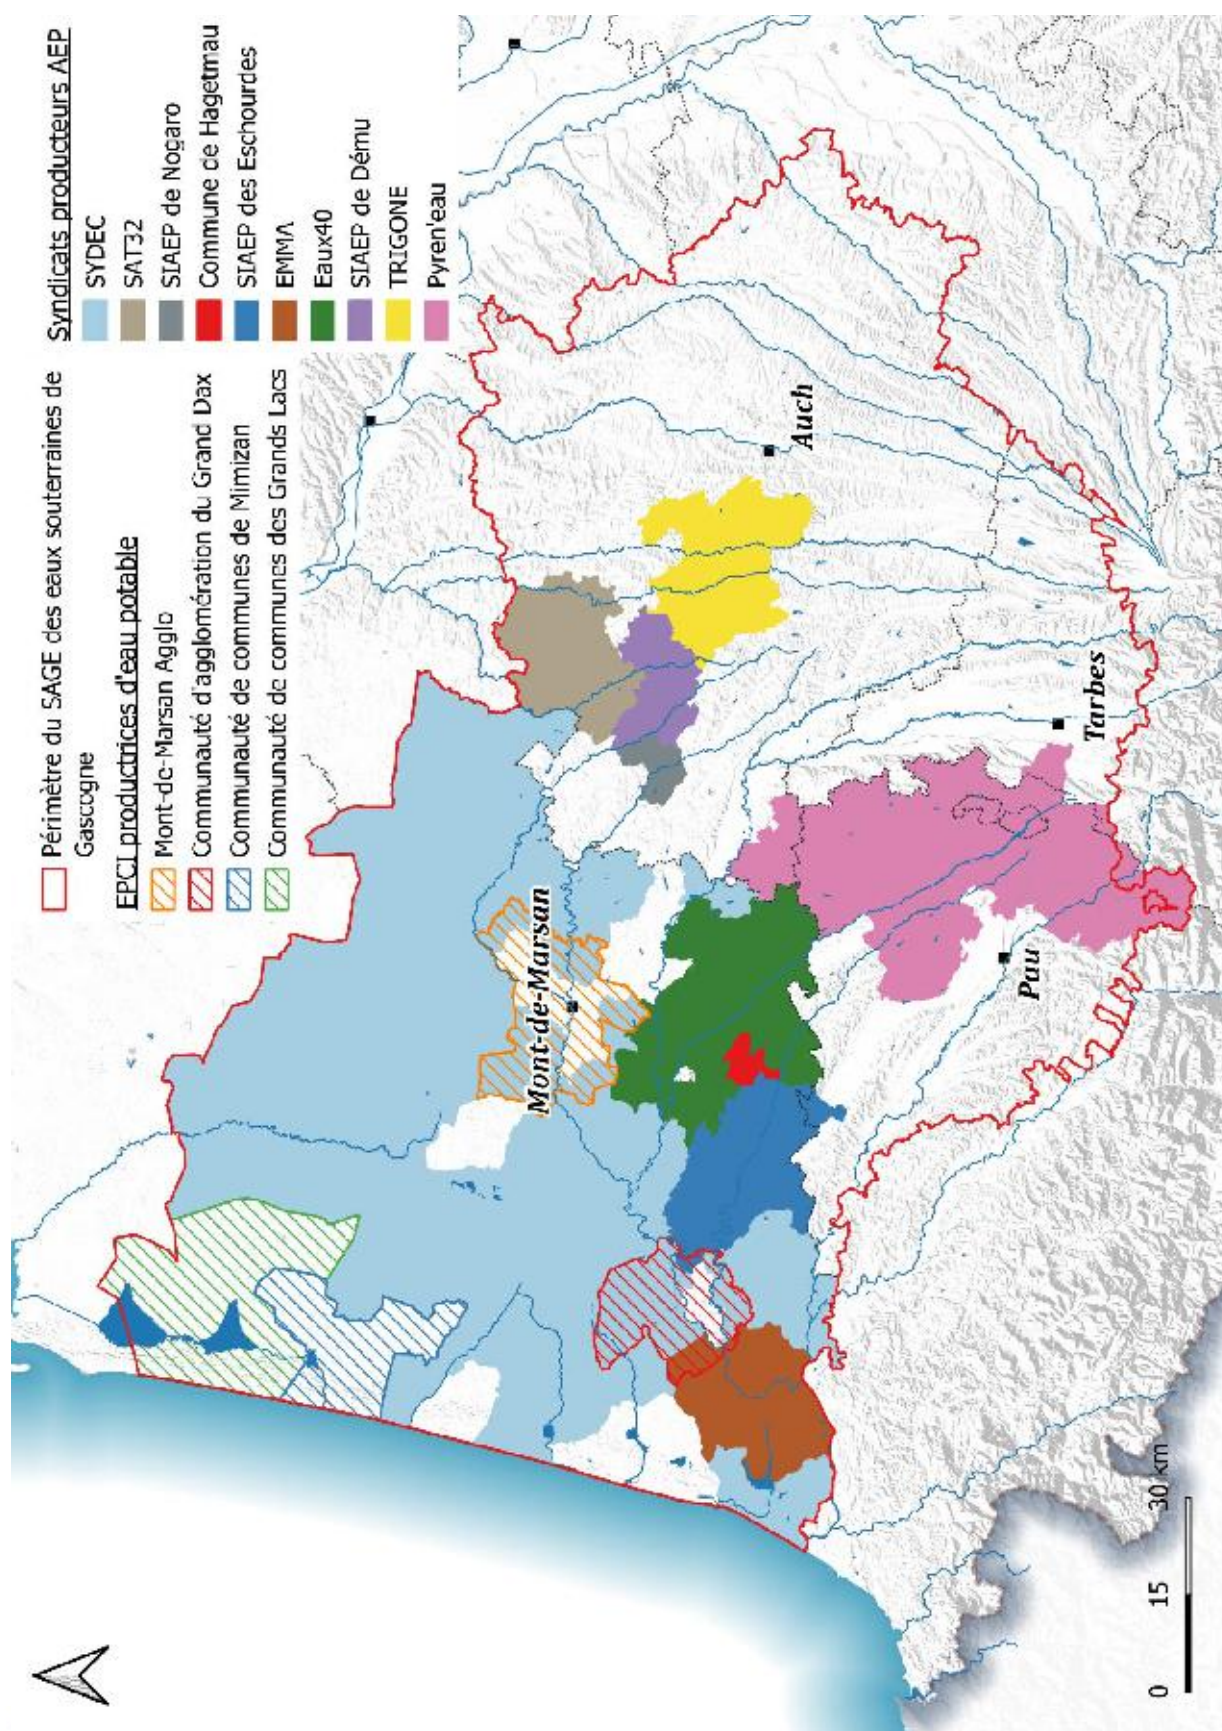 Périmètre du SAGE des eaux souterraines de
Gascogne
EPCI productrices d'eau potable
Mont-de-Marsan Agglo
Communauté d'agglomération du Grand Dax
Communauté de communes de Mimizan
Communauté de communes des Grands Lacs
Syndicats producteurs AEP
SYDEC
SAT32
SIAEP de Nogaro
Commune de Hagetmau
SIAEP des Eschourdes
EMMA
Eaux40
SIAEP de Dému
TRIGONE
Pyren'eau
Mont-de-Marsan
Auch
Pau
Tarbes
0 15 30 km